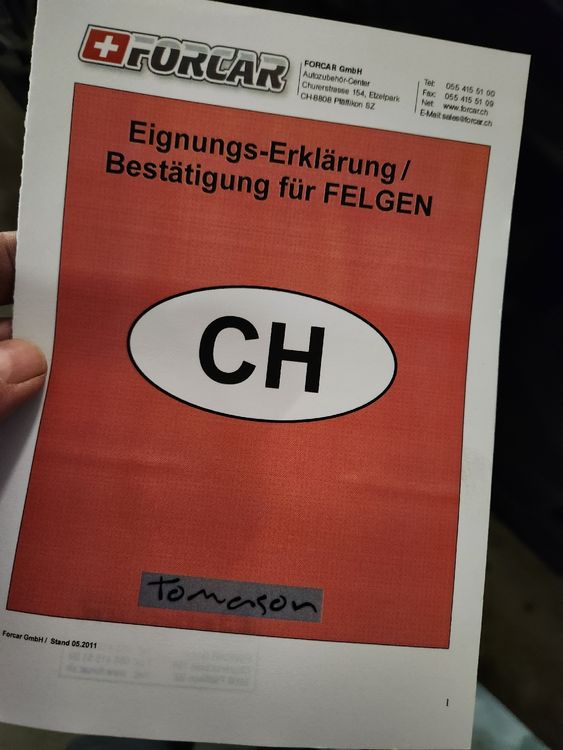 FORCAR
FORCAR GmbH
Autozubehör-Center
Churerstrasse 154, Etzelpark
CH-8808 Pfäffikon SZ
Tel: 055 415 51 00
Fax: 055 415 51 09
Net: www.forcar.ch
E-Mail: sales@forcar.ch
Eignungs-Erklärung /
Bestätigung für FELGEN
CH
Tomason
Forcar GmbH / Stand 05.2011
1